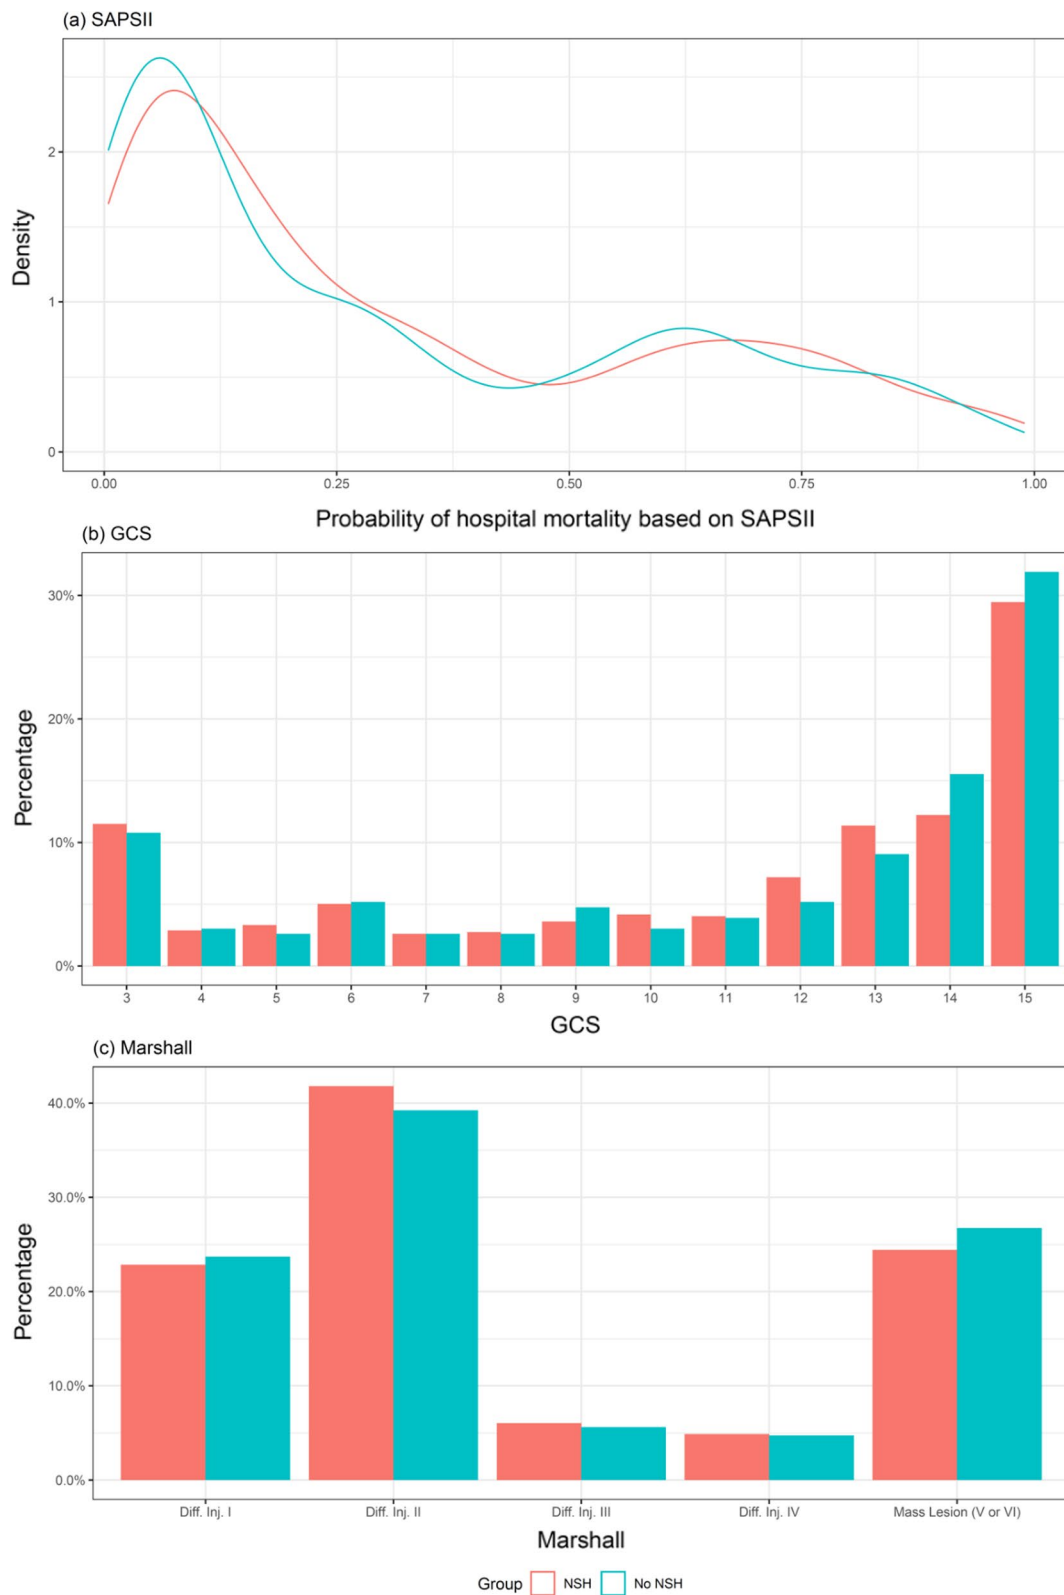 (a) SAPSII
2
1
0
Density
0.00 0.25 0.50 0.75 1.00
Probability of hospital mortality based on SAPSII
(b) GCS
30%
20%
10%
0%
Percentage
3 4 5 6 7 8 9 10 11 12 13 14 15
GCS
(c) Marshall
40.0%
30.0%
20.0%
10.0%
0.0%
Percentage
Diff. Inj. I Diff. Inj. II Diff. Inj. III Diff. Inj. IV Mass Lesion (V or VI)
Marshall
Group NSH No NSH